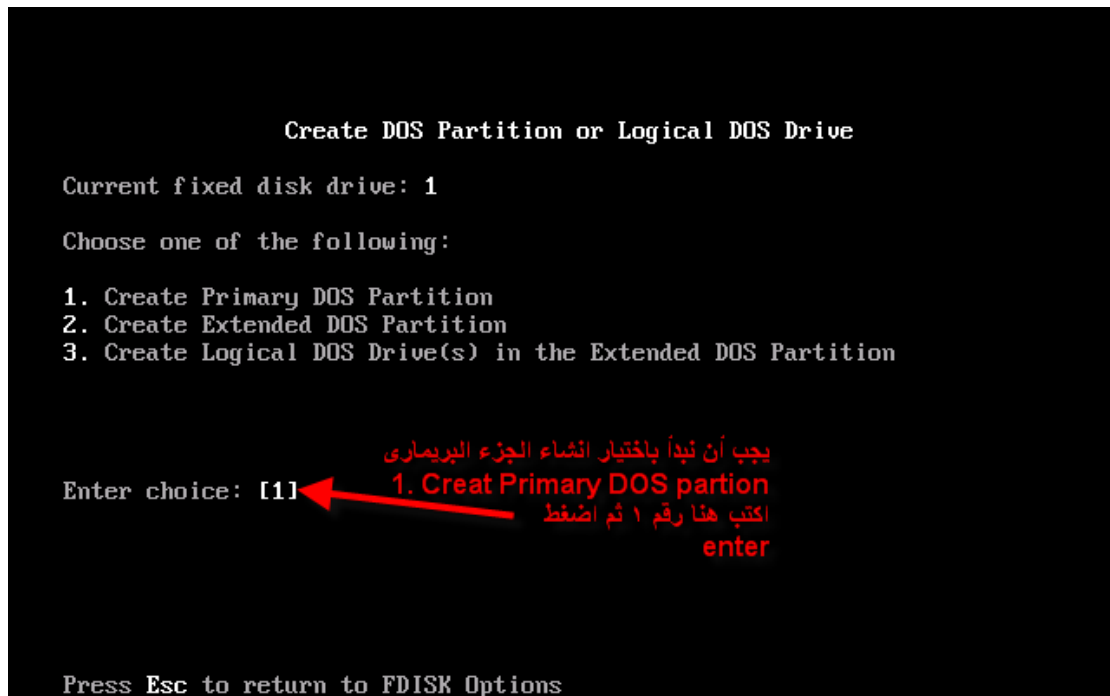 Create DOS Partition or Logical DOS Drive
Current fixed disk drive: 1
Choose one of the following:
1. Create Primary DOS Partition
2. Create Extended DOS Partition
3. Create Logical DOS Drive(s) in the Extended DOS Partition
يجب أن نبدأ باختيار انشاء الجزء البريمارى
1. Creat Primary DOS partion
Enter choice: [1]
اكتب هنا رقم ١ ثم اضغط
enter
Press Esc to return to FDISK Options